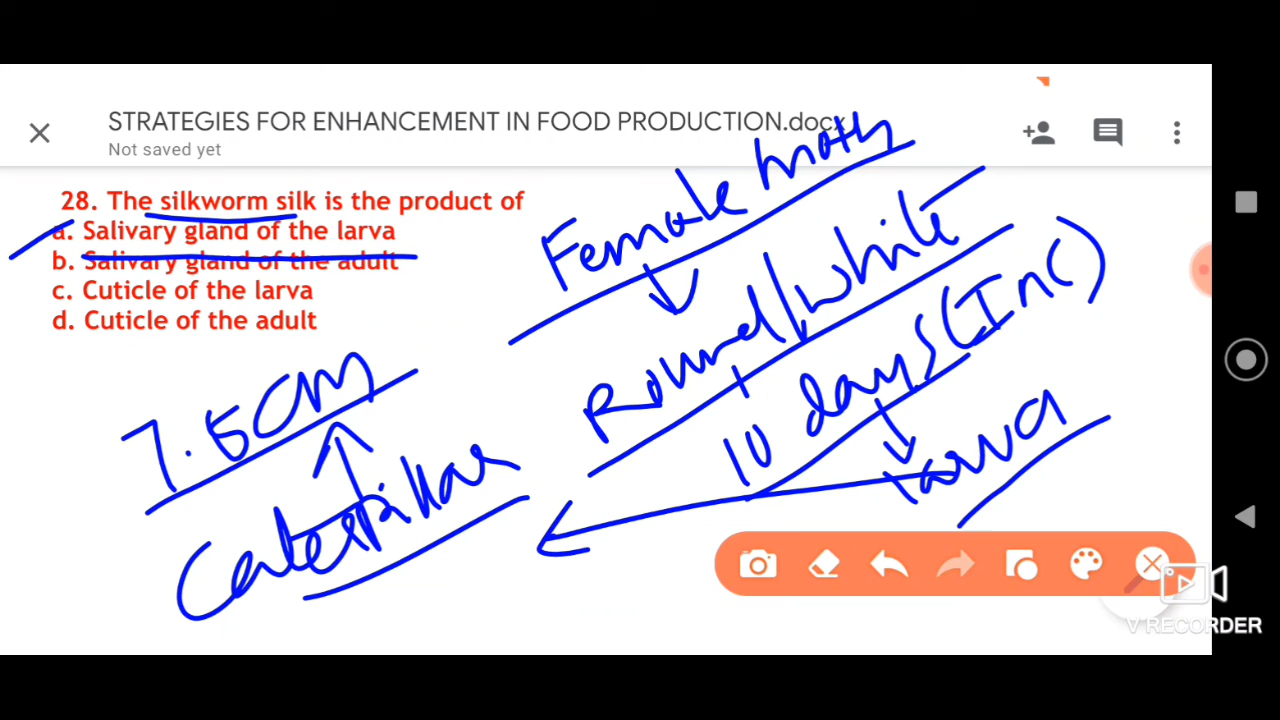 STRATEGIES FOR ENHANCEMENT IN FOOD PRODUCTION.docx
Not saved yet
28. The silkworm silk is the product of
a. Salivary gland of the larva
b. Salivary gland of the adult
c. Cuticle of the larva
d. Cuticle of the adult
Female moth
Round/white
10 days (Inc)
larva
Caterpillar
7.5cm
V RECORDER